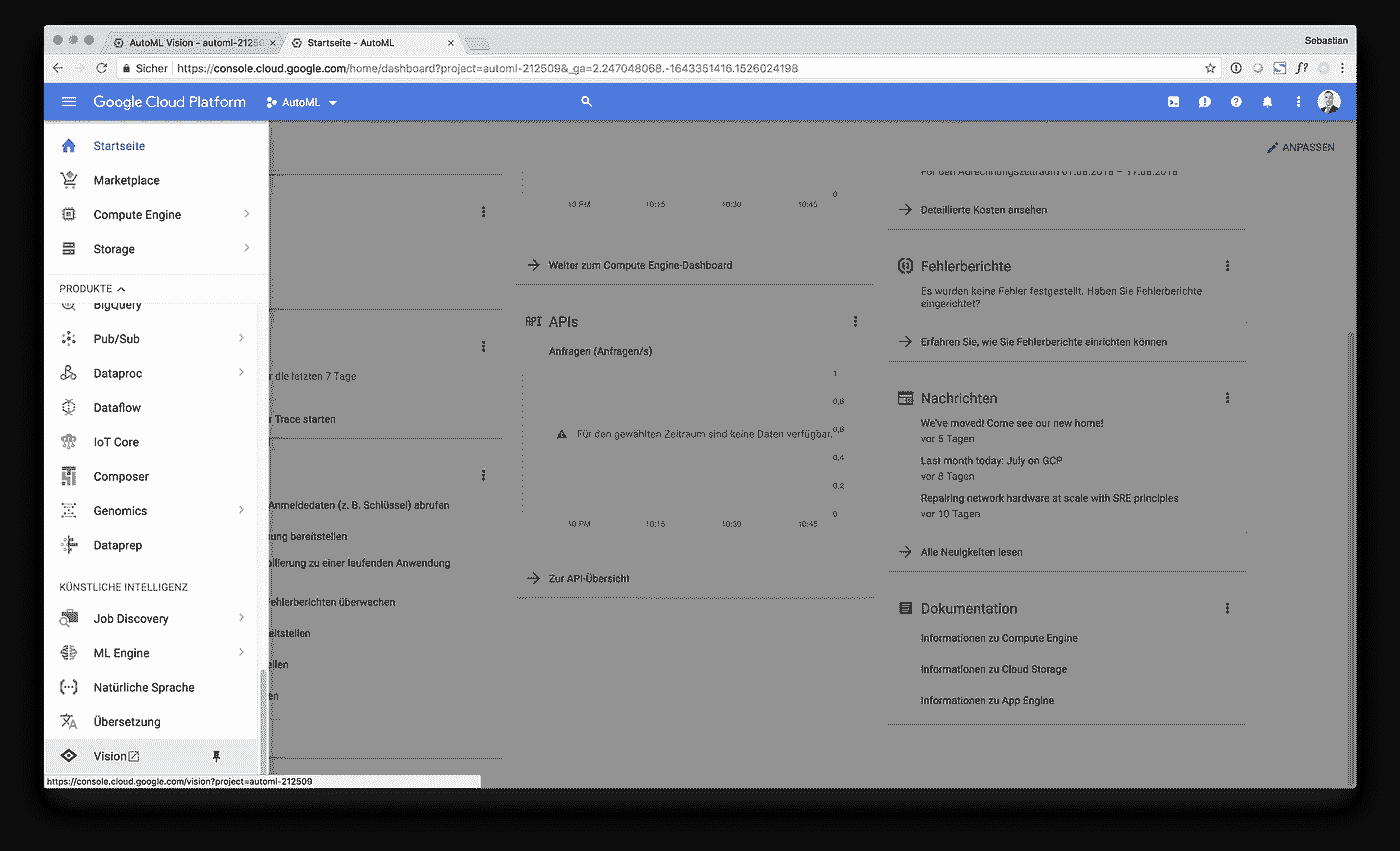 AutoML Vision - automl-21250
Startseite - AutoML
Sebastian
Sicher
https://console.cloud.google.com/home/dashboard?project=automl-212509&_ga=2.247048068.-1643351416.1526024198
Google Cloud Platform
AutoML
Startseite
Marketplace
Compute Engine
Storage
PRODUKTE
BigQuery
Pub/Sub
Dataproc
Dataflow
IoT Core
Composer
Genomics
Dataprep
KÜNSTLICHE INTELLIGENZ
Job Discovery
ML Engine
Natürliche Sprache
Übersetzung
Vision
https://console.cloud.google.com/vision?project=automl-212509
r die letzten 7 Tage
r Trace starten
Anmeldedaten (z. B. Schlüssel) abrufen
ung bereitstellen
ollierung zu einer laufenden Anwendung
ehlerberichten überwachen
eitstellen
ellen
en
0
10 PM 10:15 10:30 10:45
Weiter zum Compute Engine-Dashboard
API APIs
Anfragen (Anfragen/s)
1
0,8
Für den gewählten Zeitraum sind keine Daten verfügbar.
0,4
0,2
0
10 PM 10:15 10:30 10:45
Zur API-Übersicht
ANPASSEN
Für den Abrechnungszeitraum 01.08.2018 –
Detaillierte Kosten ansehen
Fehlerberichte
Es wurden keine Fehler festgestellt. Haben Sie Fehlerberichte
eingerichtet?
Erfahren Sie, wie Sie Fehlerberichte einrichten können
Nachrichten
We've moved! Come see our new home!
vor 5 Tagen
Last month today: July on GCP
vor 8 Tagen
Repairing network hardware at scale with SRE principles
vor 10 Tagen
Alle Neuigkeiten lesen
Dokumentation
Informationen zu Compute Engine
Informationen zu Cloud Storage
Informationen zu App Engine